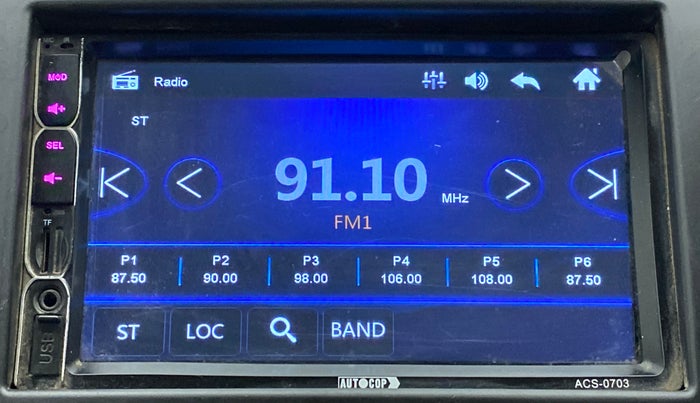 MIC
MOD
SEL
TF
USB
Radio
ST
91.10 MHz
FM1
P1 P2 P3 P4 P5 P6
87.50 90.00 98.00 106.00 108.00 87.50
ST LOC BAND
AUTOCOP
ACS-0703